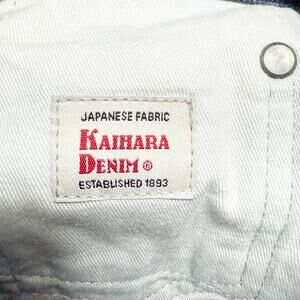 JAPANESE FABRIC
KAIHARA
DENIM®
ESTABLISHED 1893